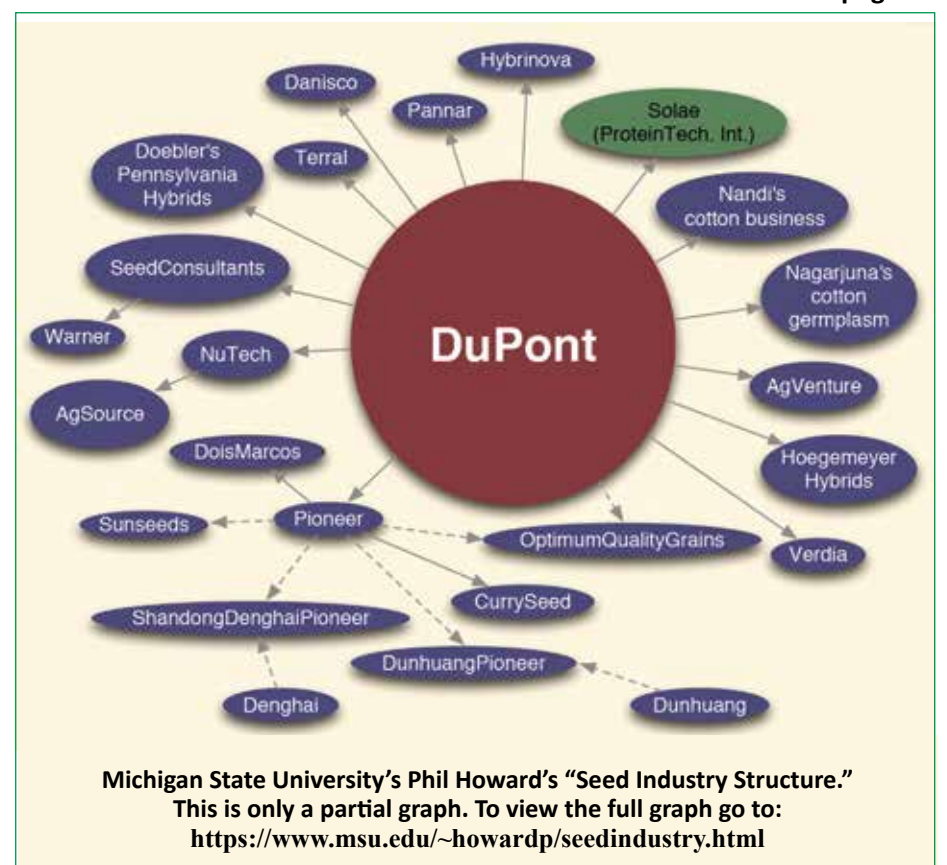 Hybrinova
Danisco
Pannar
Solae
(ProteinTech. Int.)
Doebler's
Pennsylvania
Hybrids
Terral
Nandi's
cotton business
SeedConsultants
Nagarjuna's
cotton
germplasm
Warner
NuTech
DuPont
AgVenture
AgSource
DoisMarcos
Hoegemeyer
Hybrids
Sunseeds
Pioneer
OptimumQualityGrains
Verdia
CurrySeed
ShandongDenghaiPioneer
DunhuangPioneer
Denghai
Dunhuang
Michigan State University's Phil Howard's “Seed Industry Structure.”
This is only a partial graph. To view the full graph go to:
https://www.msu.edu/~howardp/seedindustry.html